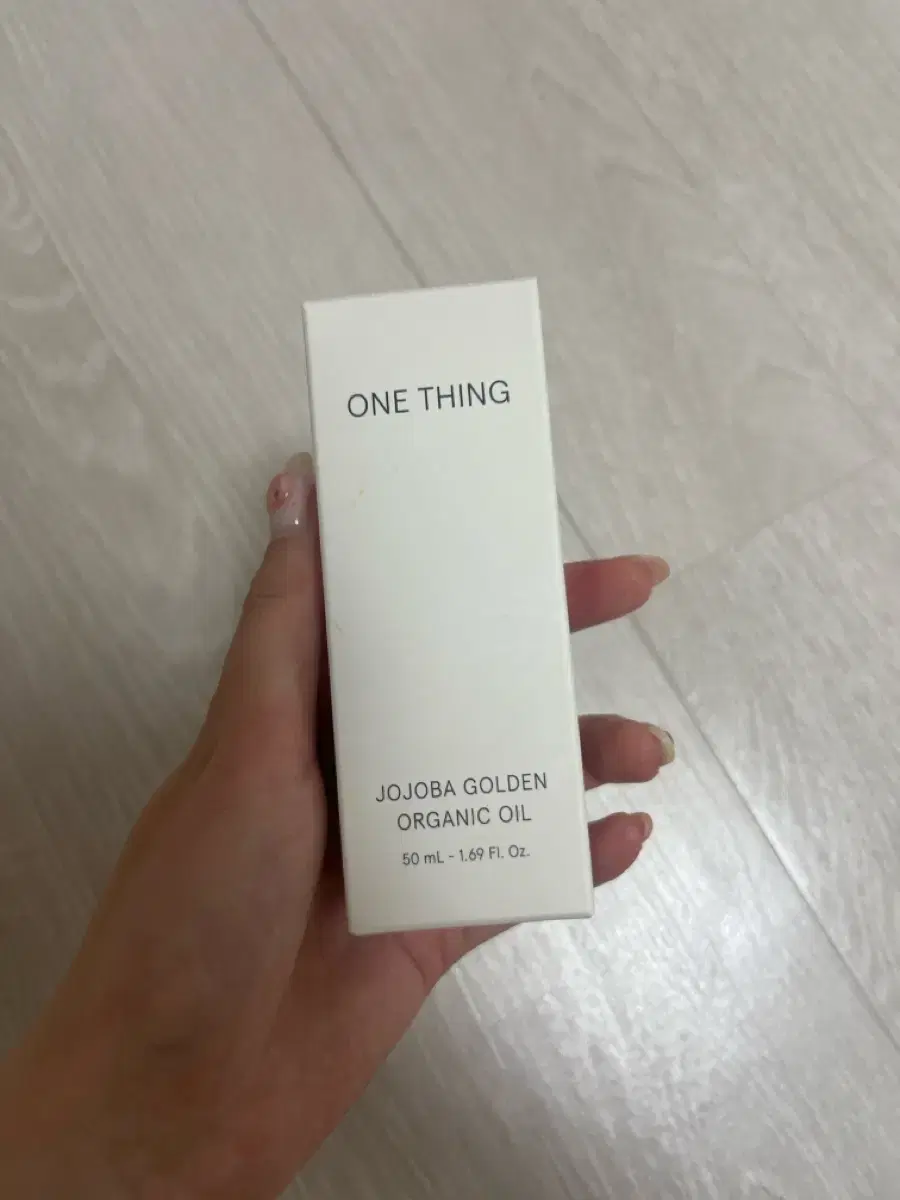 ONE THING
JOJOBA GOLDEN
ORGANIC OIL
50 mL - 1.69 Fl. Oz.